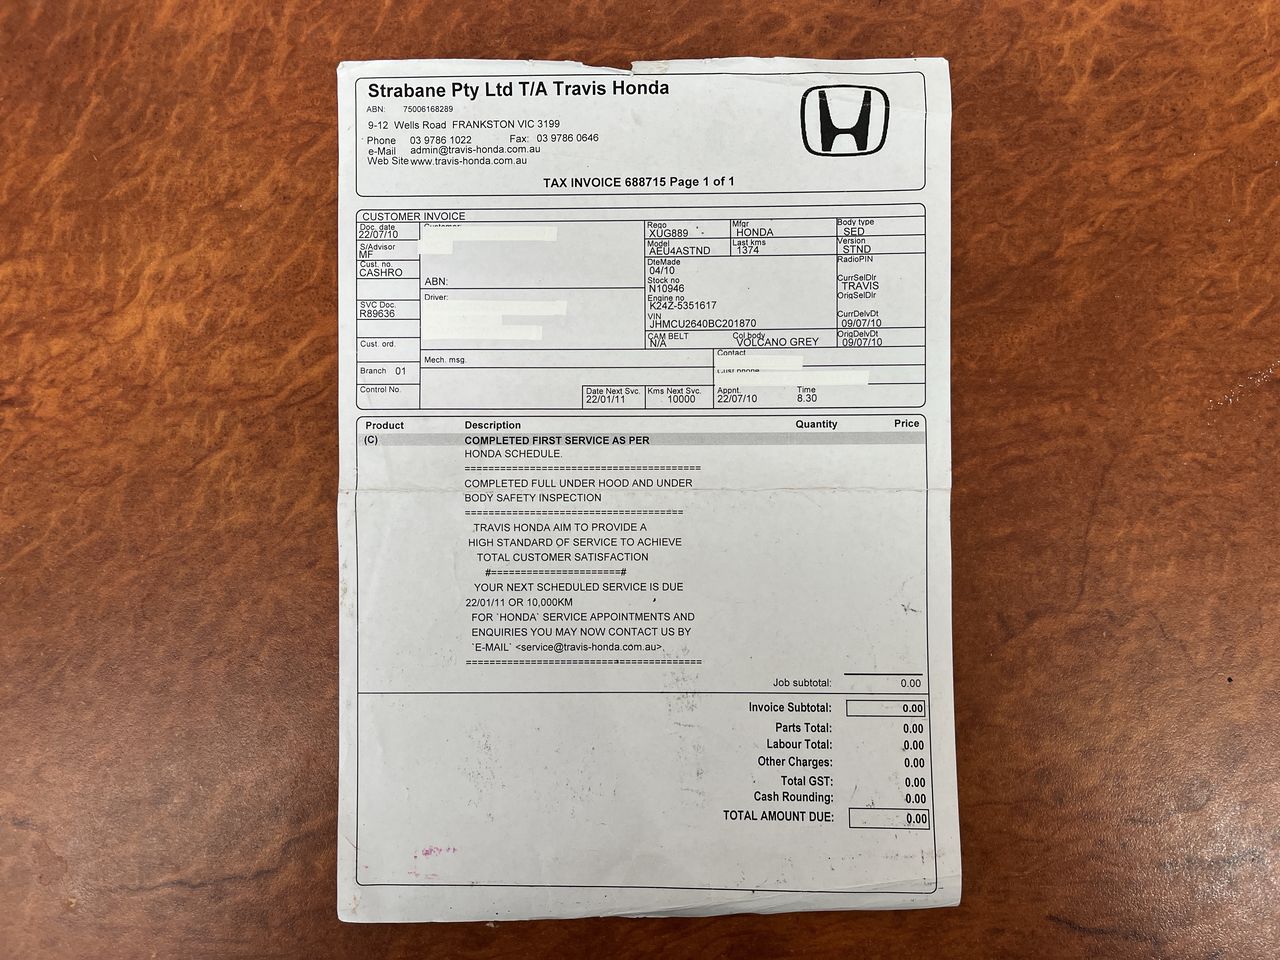 Strabane Pty Ltd T/A Travis Honda
ABN: 75006168289
9-12 Wells Road FRANKSTON VIC 3199
Phone 03 9786 1022 Fax: 03 9786 0646
e-Mail admin@travis-honda.com.au
Web Site www.travis-honda.com.au
TAX INVOICE 688715 Page 1 of 1
CUSTOMER INVOICE
Doc. date
22/07/10
S/Advisor
MF
Cust. no.
CASHRO
SVC Doc.
R89636
Cust. ord.
Branch 01
Control No.
Customer
ABN:
Driver:
Mech. msg.
Date Next Svc.
22/01/11
Kms Next Svc.
10000
Rego
XUG889
Mfgr
HONDA
Body type
SED
Model
AEU4ASTND
Last kms
1374
Version
STND
DteMade
04/10
Stock no
N10946
Engine no
K24Z-5351617
VIN
JHMCU2640BC201870
CAM BELT
N/A
Col body
VOLCANO GREY
RadioPIN
CurrSelDlr
TRAVIS
OrigSelDlr
CurrDelvDt
09/07/10
OrigDelvDt
09/07/10
Contact
Cust phone
Appnt.
22/07/10
Time
8.30
Product Description Quantity Price
(C) COMPLETED FIRST SERVICE AS PER
HONDA SCHEDULE.
========================================
COMPLETED FULL UNDER HOOD AND UNDER
BODY SAFETY INSPECTION
=====================================
TRAVIS HONDA AIM TO PROVIDE A
HIGH STANDARD OF SERVICE TO ACHIEVE
TOTAL CUSTOMER SATISFACTION
#======================#
YOUR NEXT SCHEDULED SERVICE IS DUE
22/01/11 OR 10,000KM
FOR `HONDA` SERVICE APPOINTMENTS AND
ENQUIRIES YOU MAY NOW CONTACT US BY
`E-MAIL` <service@travis-honda.com.au>
========================================
Job subtotal: 0.00
Invoice Subtotal: 0.00
Parts Total: 0.00
Labour Total: 0.00
Other Charges: 0.00
Total GST: 0.00
Cash Rounding: 0.00
TOTAL AMOUNT DUE: 0.00